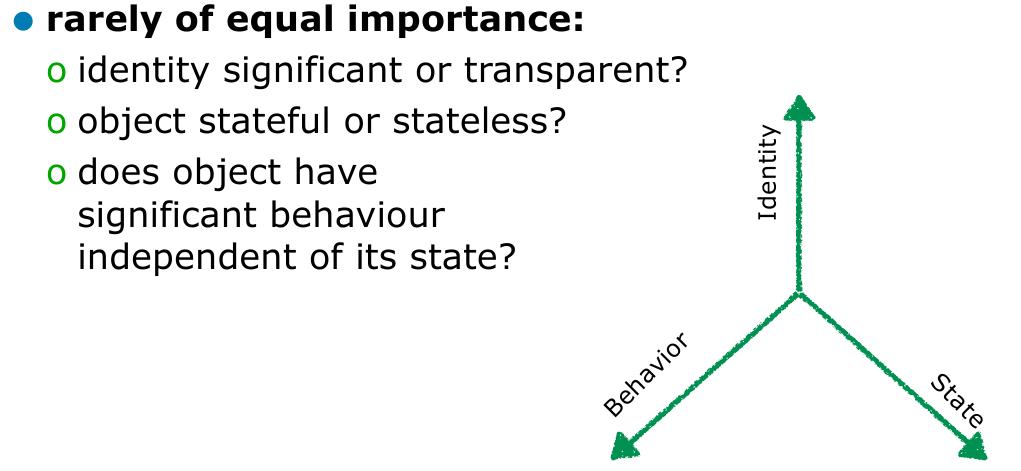 ● rarely of equal importance:
o identity significant or transparent?
o object stateful or stateless?
o does object have
significant behaviour
independent of its state?
Identity
Behavior
State